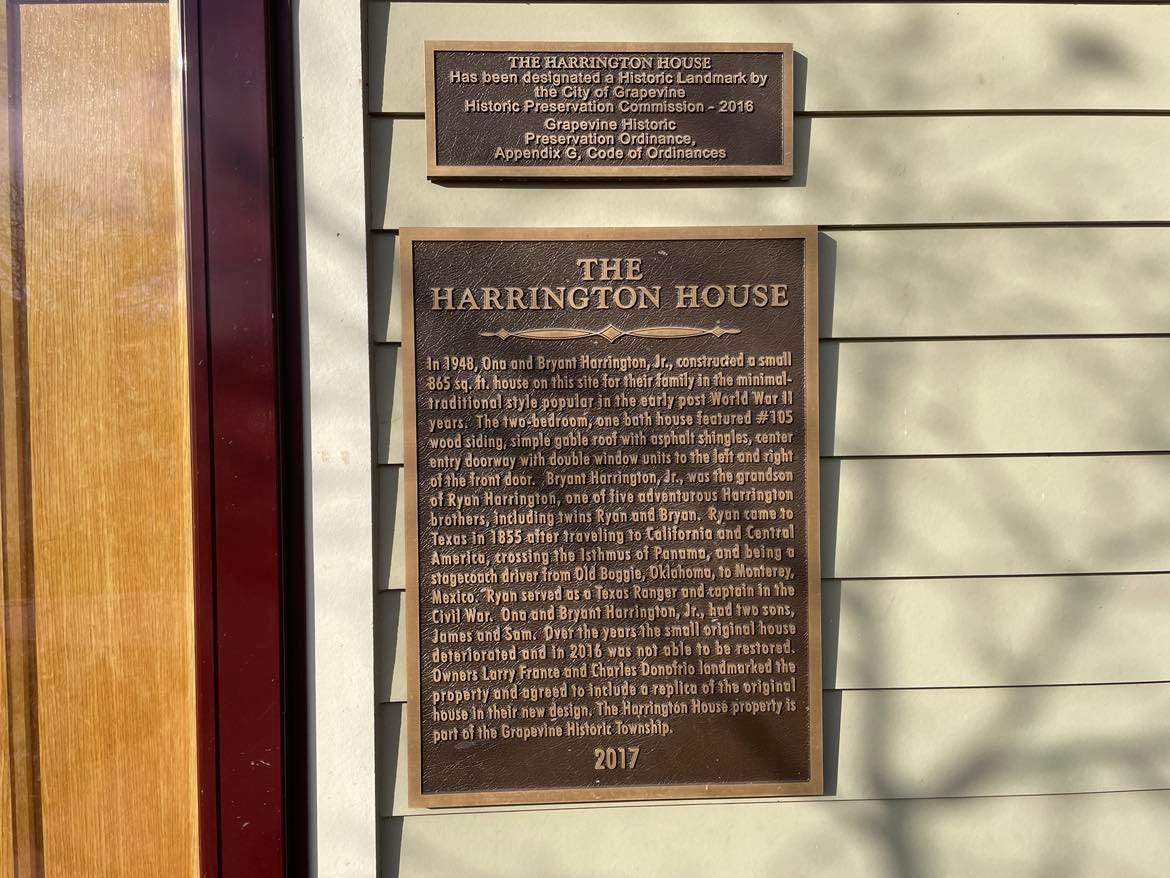 THE HARRINGTON HOUSE
Has been designated a Historic Landmark by
the City of Grapevine
Historic Preservation Commission - 2016
Grapevine Historic
Preservation Ordinance,
Appendix G, Code of Ordinances
THE
HARRINGTON HOUSE
In 1948, Ona and Bryant Harrington, Jr., constructed a small
865 sq. ft. house on this site for their family in the minimal-
traditional style popular in the early post World War II
years. The two-bedroom, one bath house featured #105
wood siding, simple gable roof with asphalt shingles, center
entry doorway with double window units to the left and right
of the front door. Bryant Harrington, Jr., was the grandson
of Ryan Harrington, one of five adventurous Harrington
brothers, including twins Ryan and Bryan. Ryan came to
Texas in 1855 after traveling to California and Central
America, crossing the Isthmus of Panama, and being a
stagecoach driver from Old Boggie, Oklahoma, to Monterey,
Mexico. Ryan served as a Texas Ranger and captain in the
Civil War. Ona and Bryant Harrington, Jr., had two sons,
James and Sam. Over the years the small original house
deteriorated and in 2016 was not able to be restored.
Owners Larry France and Charles Donofrio landmarked the
property and agreed to include a replica of the original
house in their new design. The Harrington House property is
part of the Grapevine Historic Township.
2017